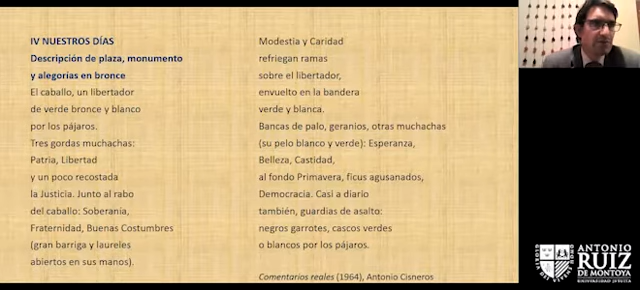 IV NUESTROS DÍAS
Descripción de plaza, monumento
y alegorías en bronce
El caballo, un libertador
de verde bronce y blanco
por los pájaros.
Tres gordas muchachas:
Patria, Libertad
y un poco recostada
la Justicia. Junto al rabo
del caballo: Soberanía,
Fraternidad, Buenas Costumbres
(gran barriga y laureles
abiertos en sus manos).
Modestia y Caridad
refriegan ramas
sobre el libertador,
envuelto en la bandera
verde y blanca.
Bancas de palo, geranios, otras muchachas
(su pelo blanco y verde): Esperanza,
Belleza, Castidad,
al fondo Primavera, ficus agusanados,
Democracia. Casi a diario
también, guardias de asalto:
negros garrotes, cascos verdes
o blancos por los pájaros.
Comentarios reales (1964), Antonio Cisneros
ANTONIO
RUIZ
DE MONTOYA
UNIVERSIDAD JESUITA